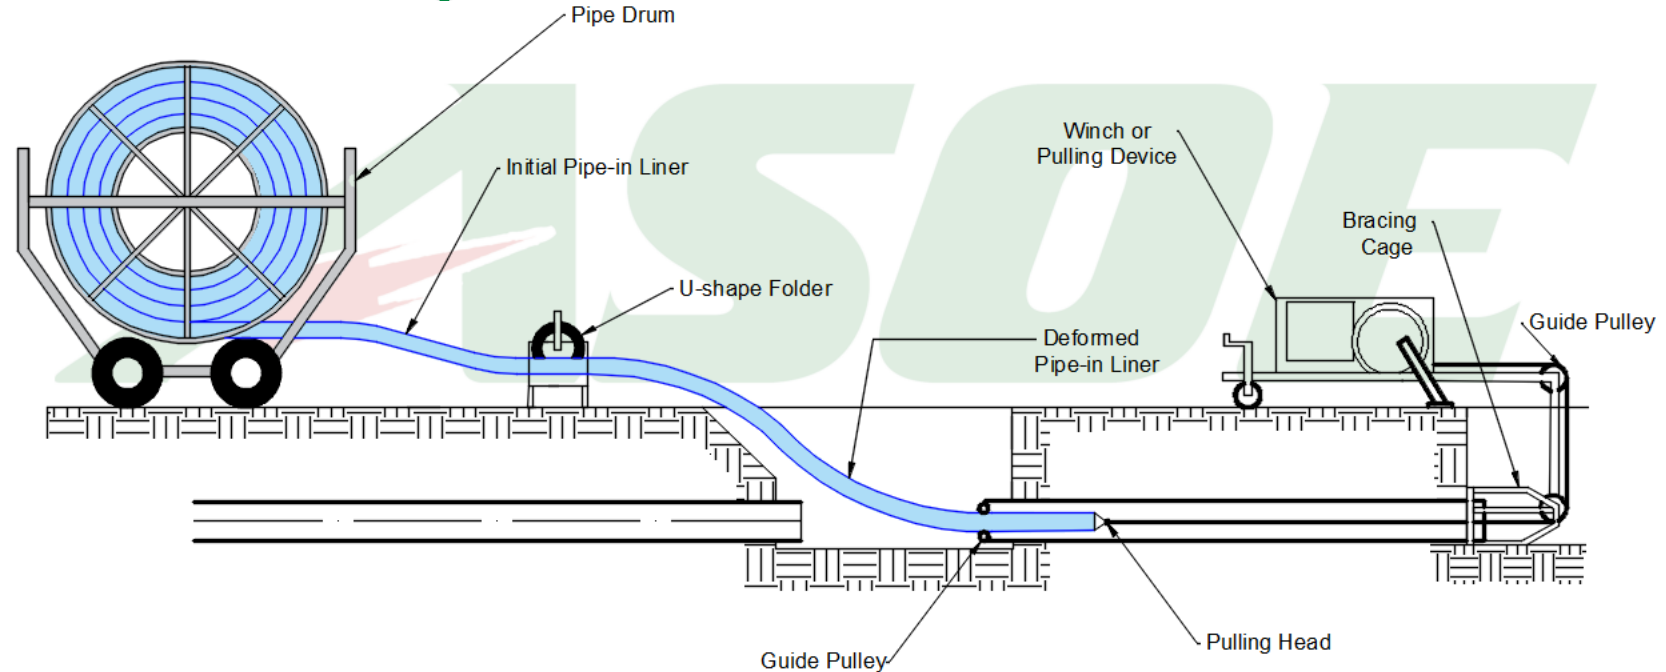 Pipe Drum
Winch or
Pulling Device
Initial Pipe-in Liner
Bracing
Cage
U-shape Folder
Guide Pulley
Deformed
Pipe-in Liner
Pulling Head
Guide Pulley
ASOE